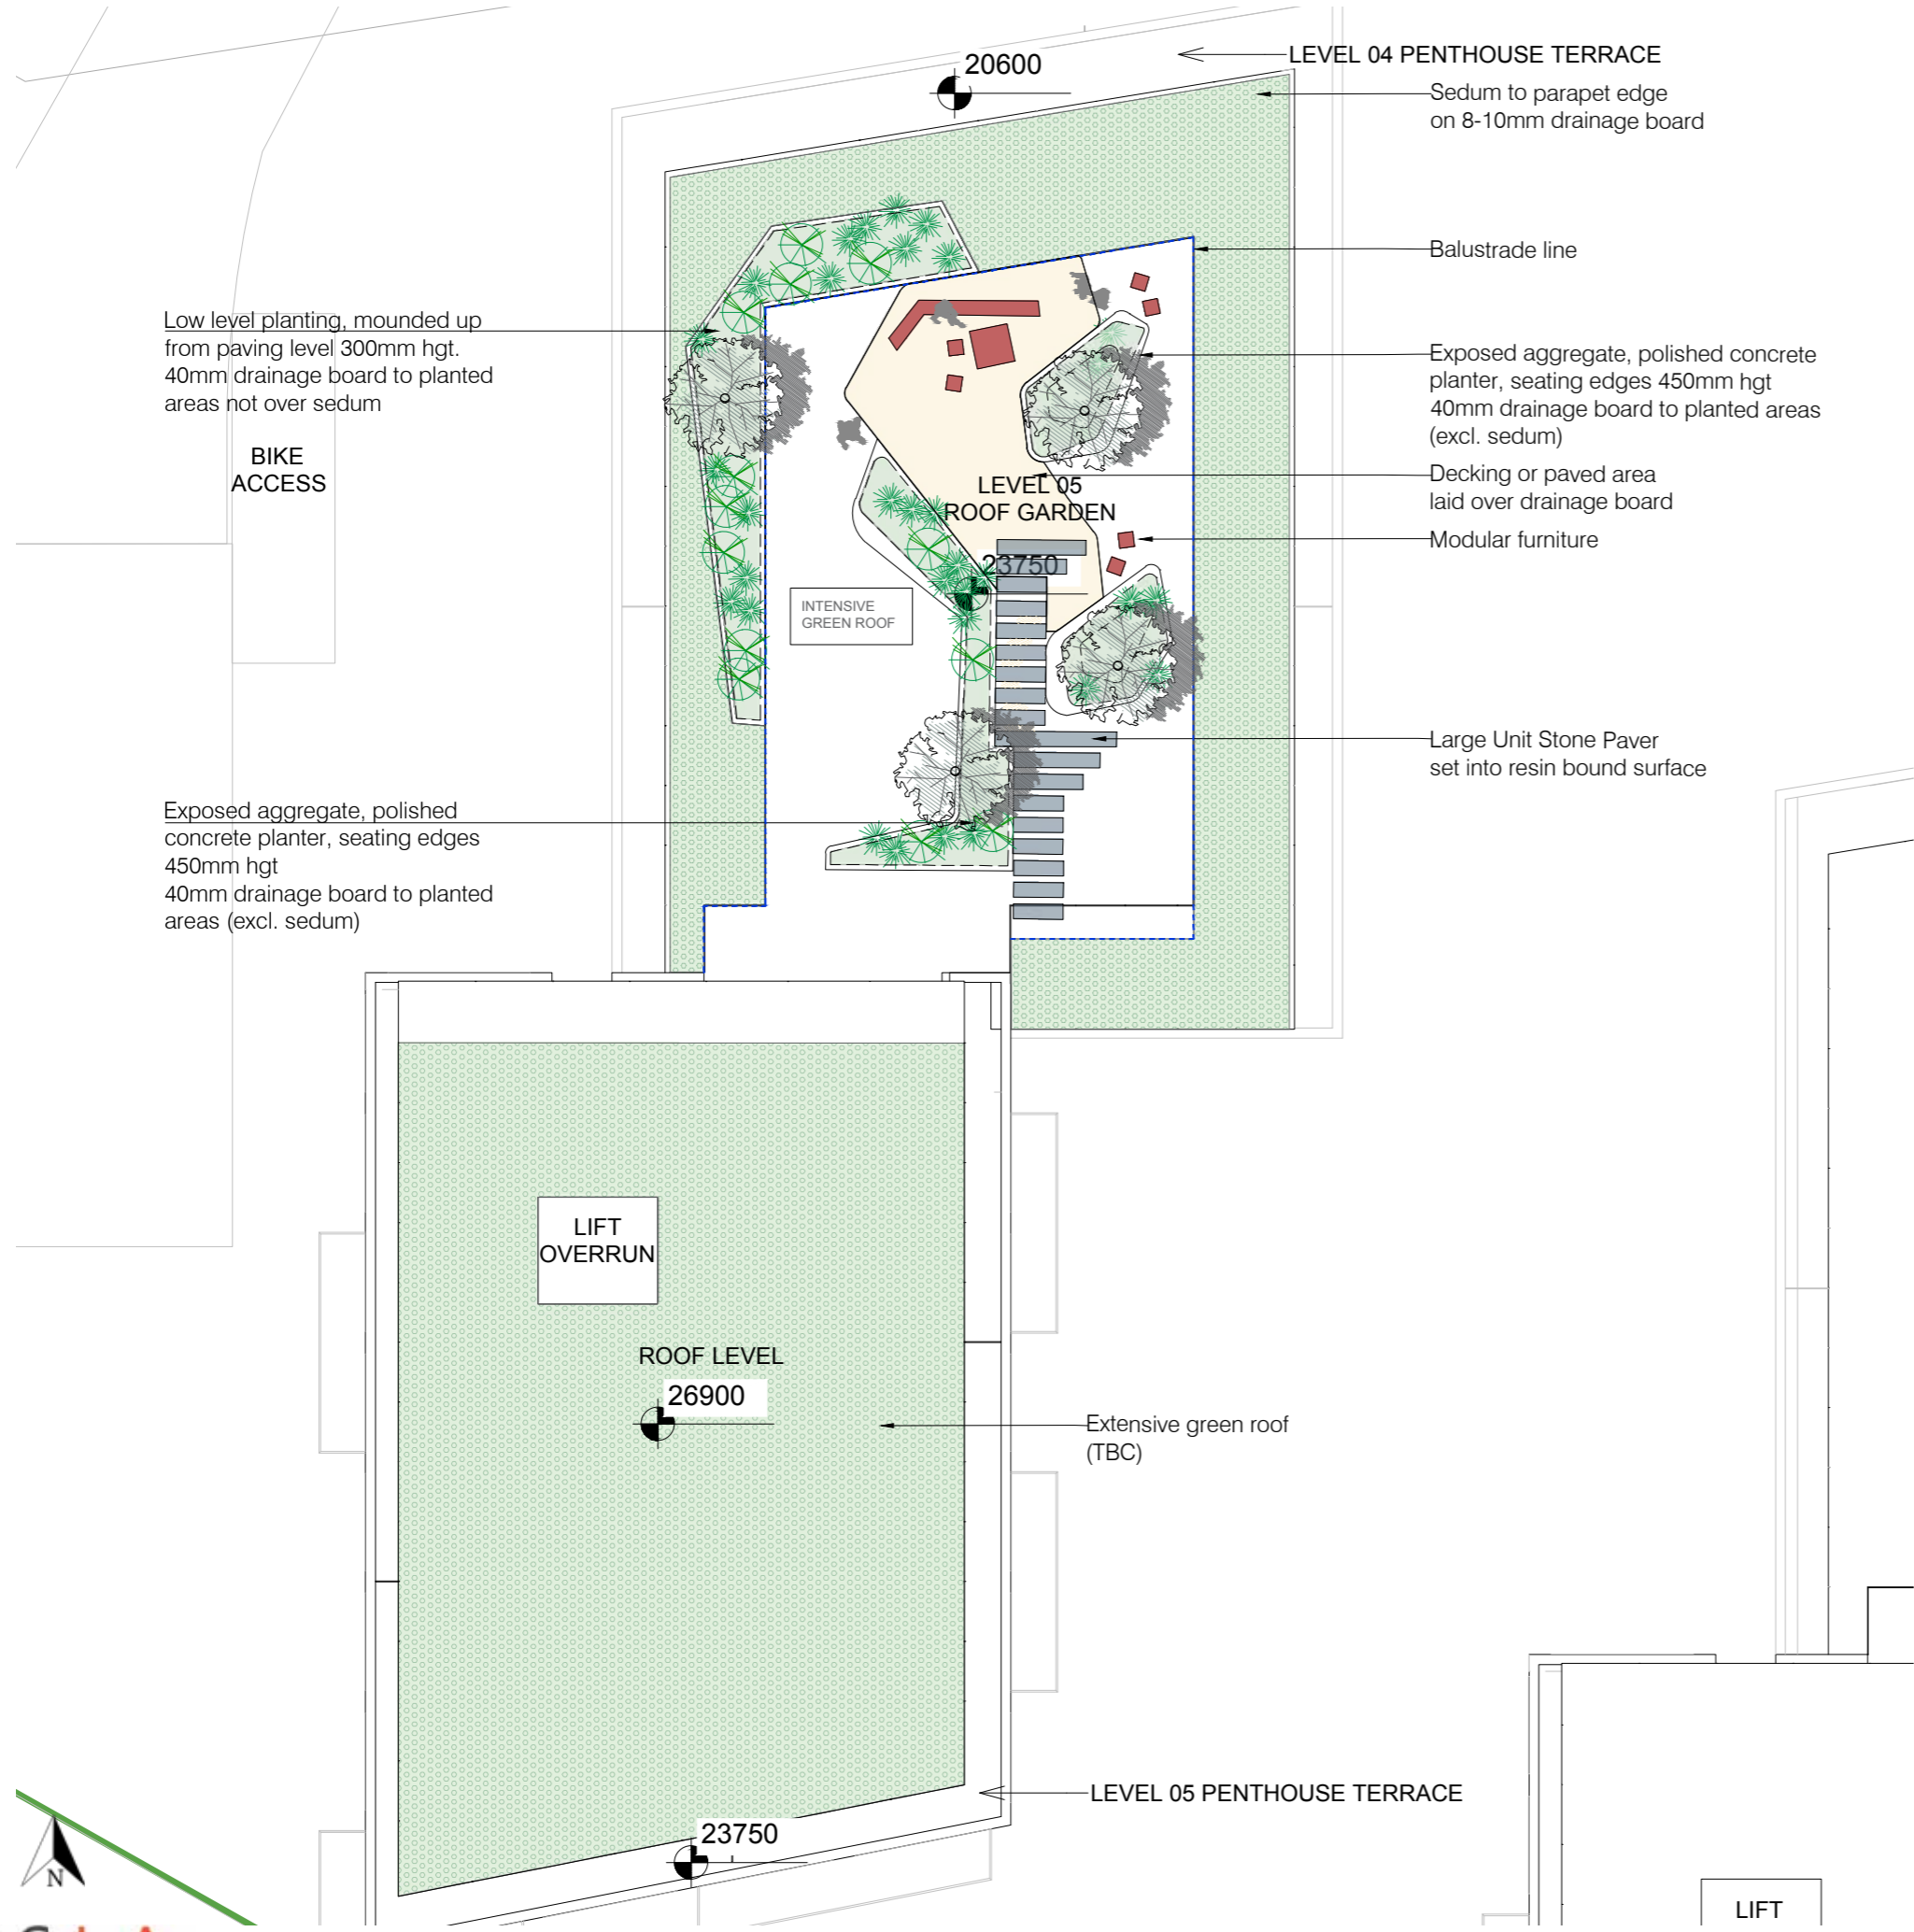 20600
LEVEL 04 PENTHOUSE TERRACE
Sedum to parapet edge
on 8-10mm drainage board
Balustrade line
Low level planting, mounded up
from paving level 300mm hgt.
40mm drainage board to planted
areas not over sedum
Exposed aggregate, polished concrete
planter, seating edges 450mm hgt
40mm drainage board to planted areas
(excl. sedum)
BIKE
ACCESS
Decking or paved area
laid over drainage board
LEVEL 05
ROOF GARDEN
Modular furniture
23750
INTENSIVE
GREEN ROOF
Large Unit Stone Paver
set into resin bound surface
Exposed aggregate, polished
concrete planter, seating edges
450mm hgt
40mm drainage board to planted
areas (excl. sedum)
LIFT
OVERRUN
ROOF LEVEL
26900
Extensive green roof
(TBC)
LEVEL 05 PENTHOUSE TERRACE
23750
N
LIFT